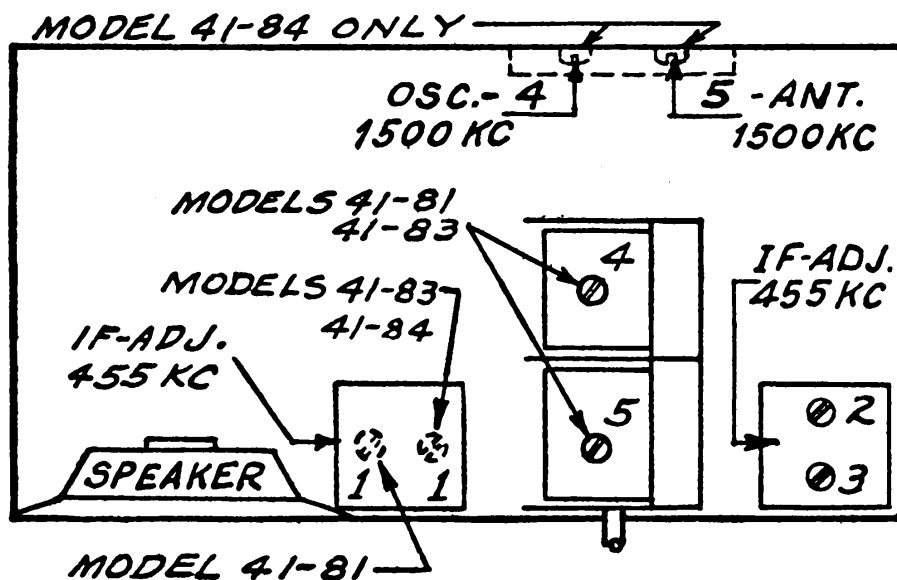 MODEL 41-84 ONLY
OSC.- 4
1500 KC
5 -ANT.
1500KC
MODELS 41-81
41-83
4
IF-ADJ.
455 KC
MODELS 41-83
41-84
IF-ADJ.
455 KC
5
2
3
SPEAKER
1 1
MODEL 41-81